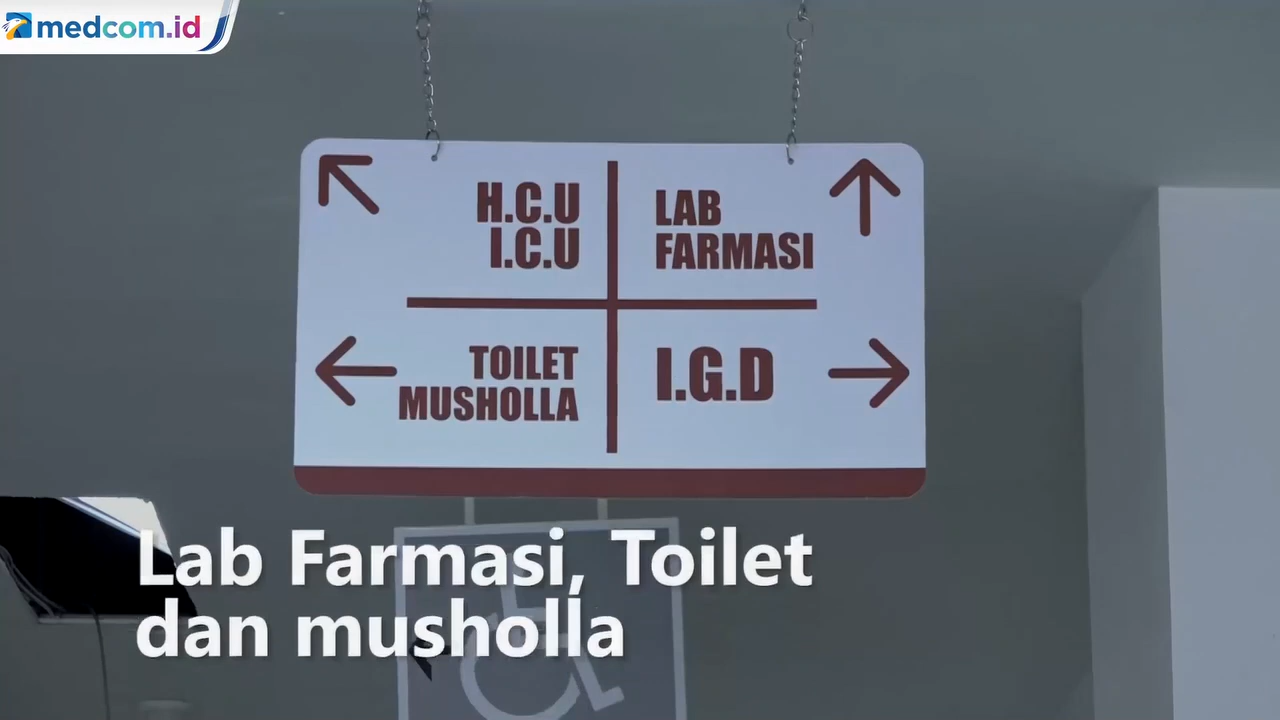 medcom.id
H.C.U
I.C.U
LAB
FARMASI
TOILET
MUSHOLLA
I.G.D
Lab Farmasi, Toilet
dan musholla